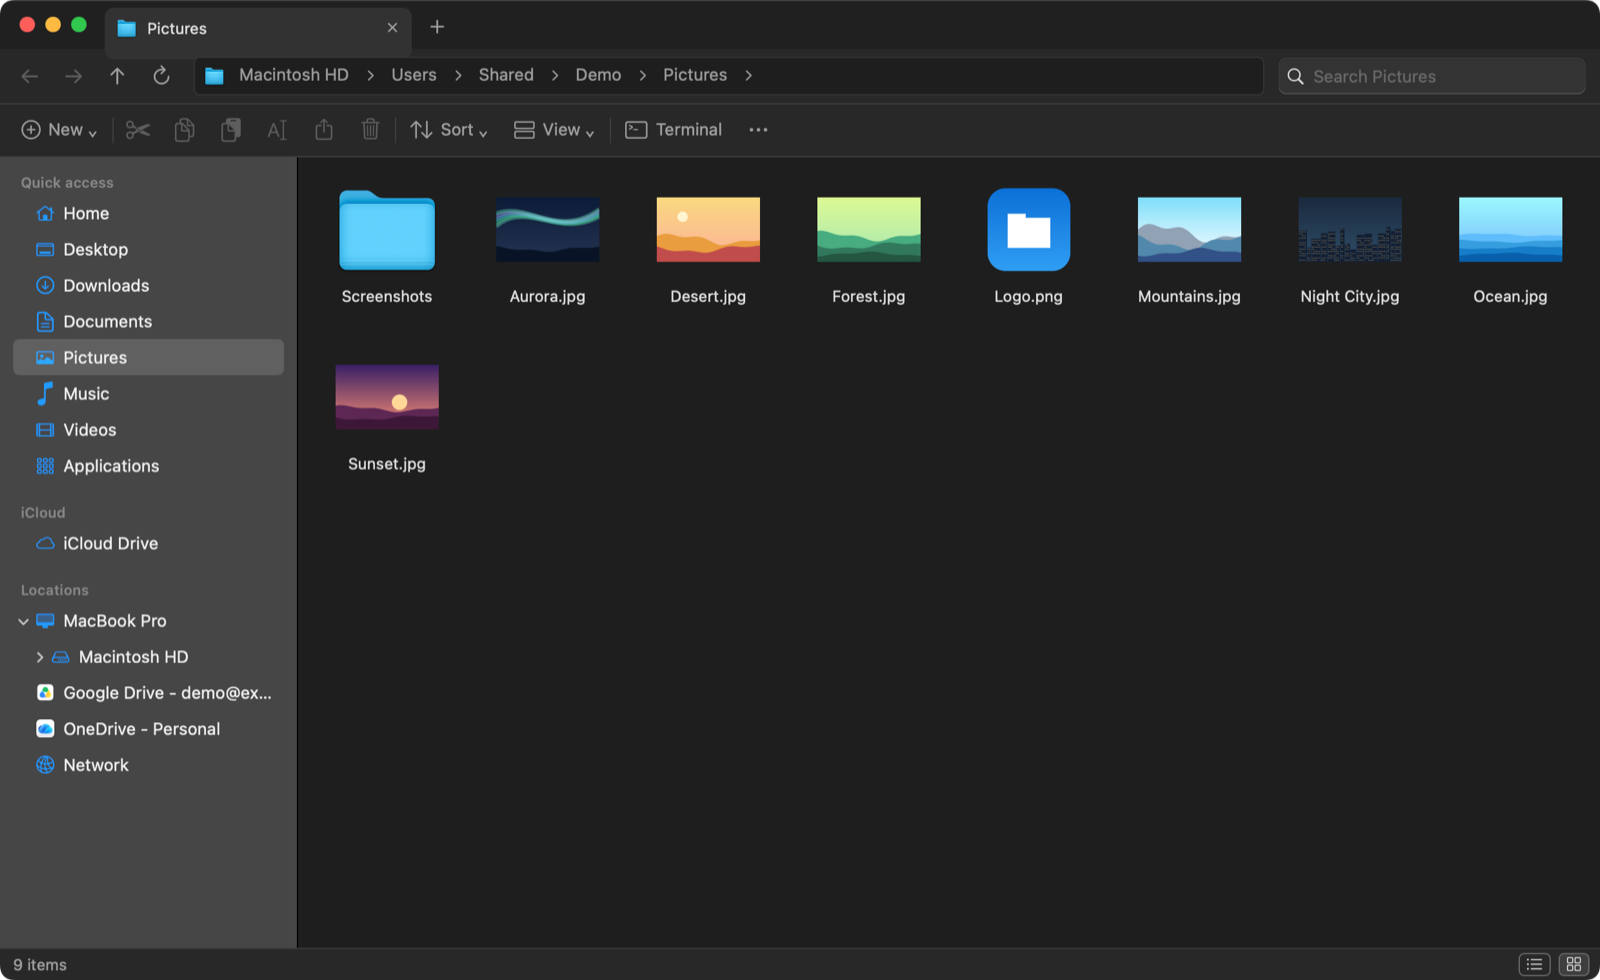 Pictures
Macintosh HD > Users > Shared > Demo > Pictures >
Search Pictures
New
Sort
View
Terminal
Quick access
Home
Desktop
Downloads
Documents
Pictures
Music
Videos
Applications
iCloud
iCloud Drive
Locations
MacBook Pro
Macintosh HD
Google Drive - demo@ex...
OneDrive - Personal
Network
Screenshots
Aurora.jpg
Desert.jpg
Forest.jpg
Logo.png
Mountains.jpg
Night City.jpg
Ocean.jpg
Sunset.jpg
9 items